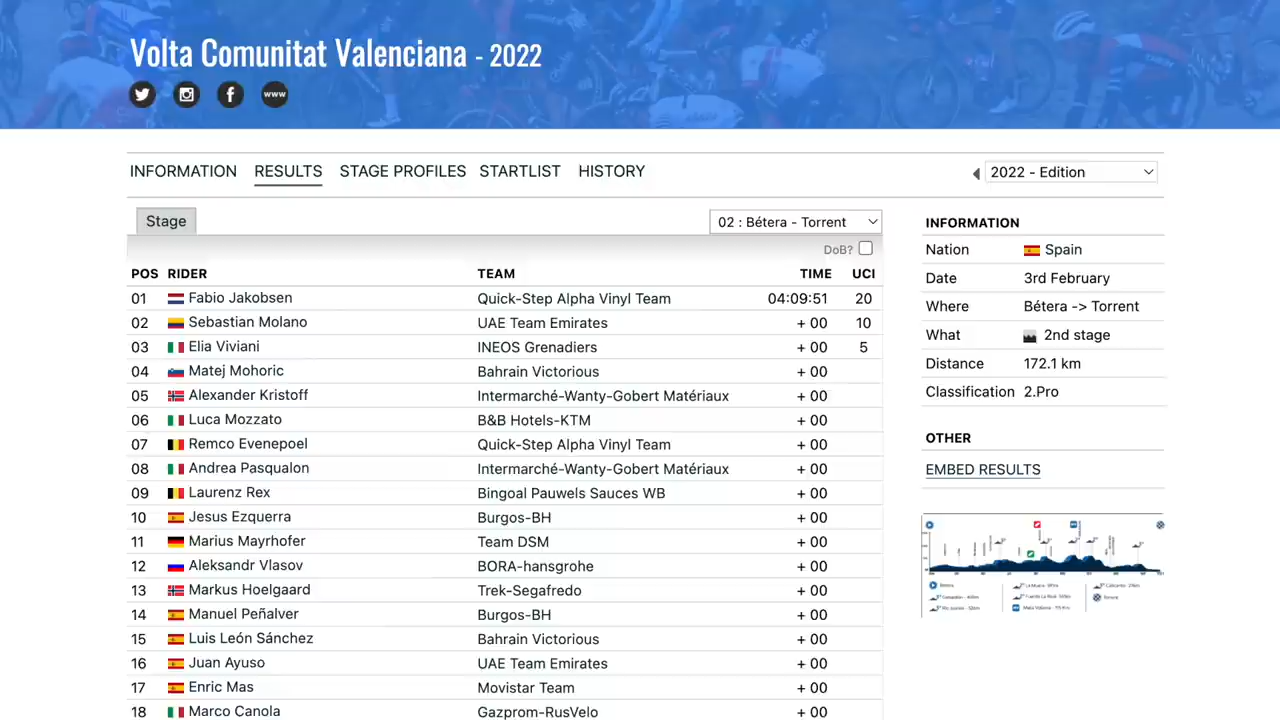 Volta Comunitat Valenciana - 2022
www
INFORMATION RESULTS STAGE PROFILES STARTLIST HISTORY
2022 - Edition
Stage
02 : Bétera - Torrent
DoB?
POS RIDER TEAM TIME UCI
01 Fabio Jakobsen Quick-Step Alpha Vinyl Team 04:09:51 20
02 Sebastian Molano UAE Team Emirates + 00 10
03 Elia Viviani INEOS Grenadiers + 00 5
04 Matej Mohoric Bahrain Victorious + 00
05 Alexander Kristoff Intermarché-Wanty-Gobert Matériaux + 00
06 Luca Mozzato B&B Hotels-KTM + 00
07 Remco Evenepoel Quick-Step Alpha Vinyl Team + 00
08 Andrea Pasqualon Intermarché-Wanty-Gobert Matériaux + 00
09 Laurenz Rex Bingoal Pauwels Sauces WB + 00
10 Jesus Ezquerra Burgos-BH + 00
11 Marius Mayrhofer Team DSM + 00
12 Aleksandr Vlasov BORA-hansgrohe + 00
13 Markus Hoelgaard Trek-Segafredo + 00
14 Manuel Peñalver Burgos-BH + 00
15 Luis León Sánchez Bahrain Victorious + 00
16 Juan Ayuso UAE Team Emirates + 00
17 Enric Mas Movistar Team + 00
18 Marco Canola Gazprom-RusVelo + 00
INFORMATION
Nation Spain
Date 3rd February
Where Bétera -> Torrent
What 2nd stage
Distance 172.1 km
Classification 2.Pro
OTHER
EMBED RESULTS